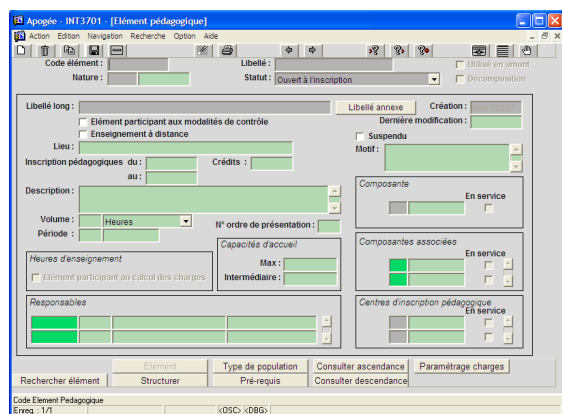 Apogée - INT3701 - [Elément pédagogique]
Action Edition Navigation Recherche Option Aide
Code élément : Libellé : Utilisé en amont
Nature : Statut : Ouvert à l'inscription Décomposition
Libellé long : Libellé annexe Création :
Elément participant aux modalités de contrôle Dernière modification :
Enseignement à distance Suspendu
Lieu : Motif :
Inscription pédagogiques du : Crédits :
au :
Description : Composante
En service
Volume : Heures N° ordre de présentation :
Période :
Capacités d'accueil Composantes associées
Heures d'enseignement En service
Max :
Elément participant au calcul des charges Intermédiaire :
Responsables Centres d'inscription pédagogique
En service
Elément Type de population Consulter ascendance Paramétrage charges
Rechercher élément Structurer Pré-requis Consulter descendance
Code Element Pedagogique
Enreg. : 1/1 <OSC> <DBG>